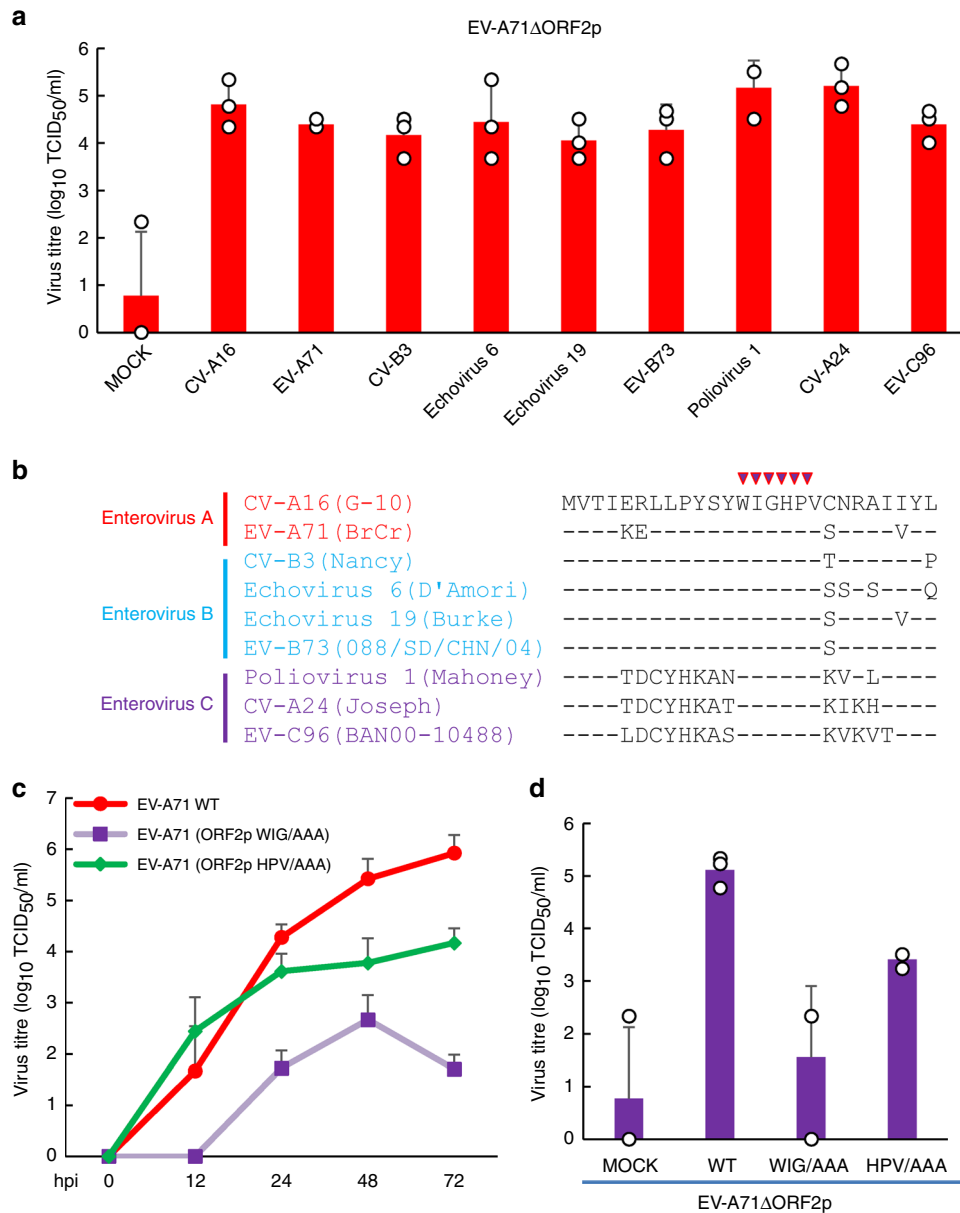 a
EV-A71ΔORF2p
Virus titre (log10 TCID50/ml)
6
5
4
3
2
1
0
MOCK
CV-A16
EV-A71
CV-B3
Echovirus 6
Echovirus 19
EV-B73
Poliovirus 1
CV-A24
EV-C96
b
Enterovirus A
CV-A16(G-10) MVTIERLLPYSYWIGHPVCNRAIIYL
EV-A71(BrCr) ----KE-------------S----V--
Enterovirus B
CV-B3(Nancy) --------------------T-------P
Echovirus 6(D'Amori) --------------------SS-S---Q
Echovirus 19(Burke) --------------------S----V--
EV-B73(088/SD/CHN/04) --------------------S--------
Enterovirus C
Poliovirus 1(Mahoney) ----TDCYHKAN-------KV-L----
CV-A24(Joseph) ----TDCYHKAT-------KIKH----
EV-C96(BAN00-10488) ----LDCYHKAS-------KVKVT---
c
EV-A71 WT
EV-A71 (ORF2p WIG/AAA)
EV-A71 (ORF2p HPV/AAA)
Virus titre (log10 TCID50/ml)
7
6
5
4
3
2
1
0
hpi 0 12 24 48 72
d
Virus titre (log10 TCID50/ml)
6
5
4
3
2
1
0
MOCK WT WIG/AAA HPV/AAA
EV-A71ΔORF2p